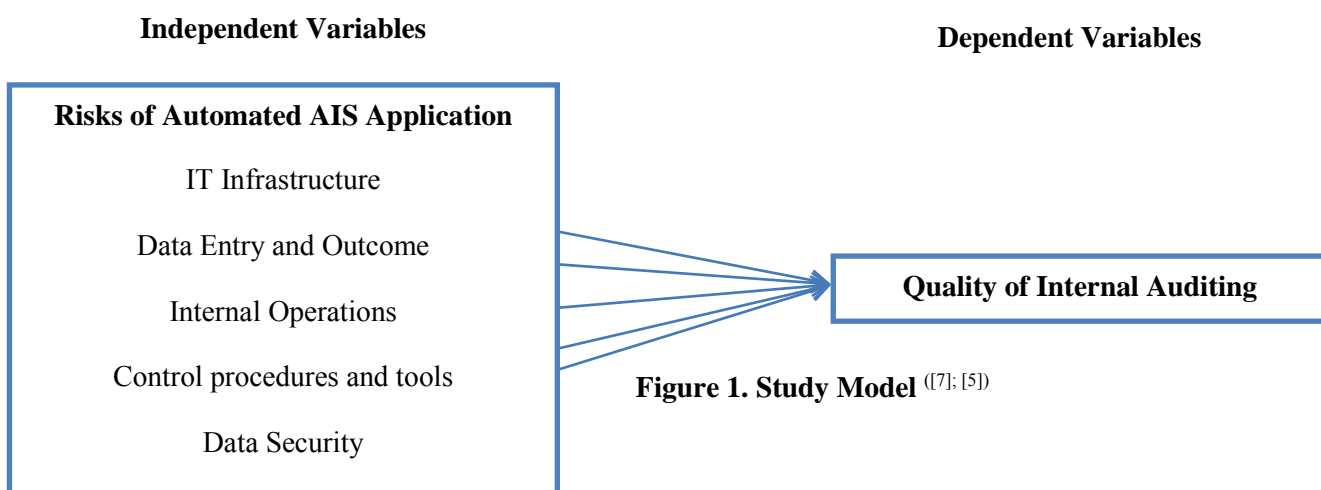 Independent Variables
Dependent Variables
Risks of Automated AIS Application
IT Infrastructure
Data Entry and Outcome
Internal Operations
Control procedures and tools
Data Security
Quality of Internal Auditing
Figure 1. Study Model ([7]; [5])